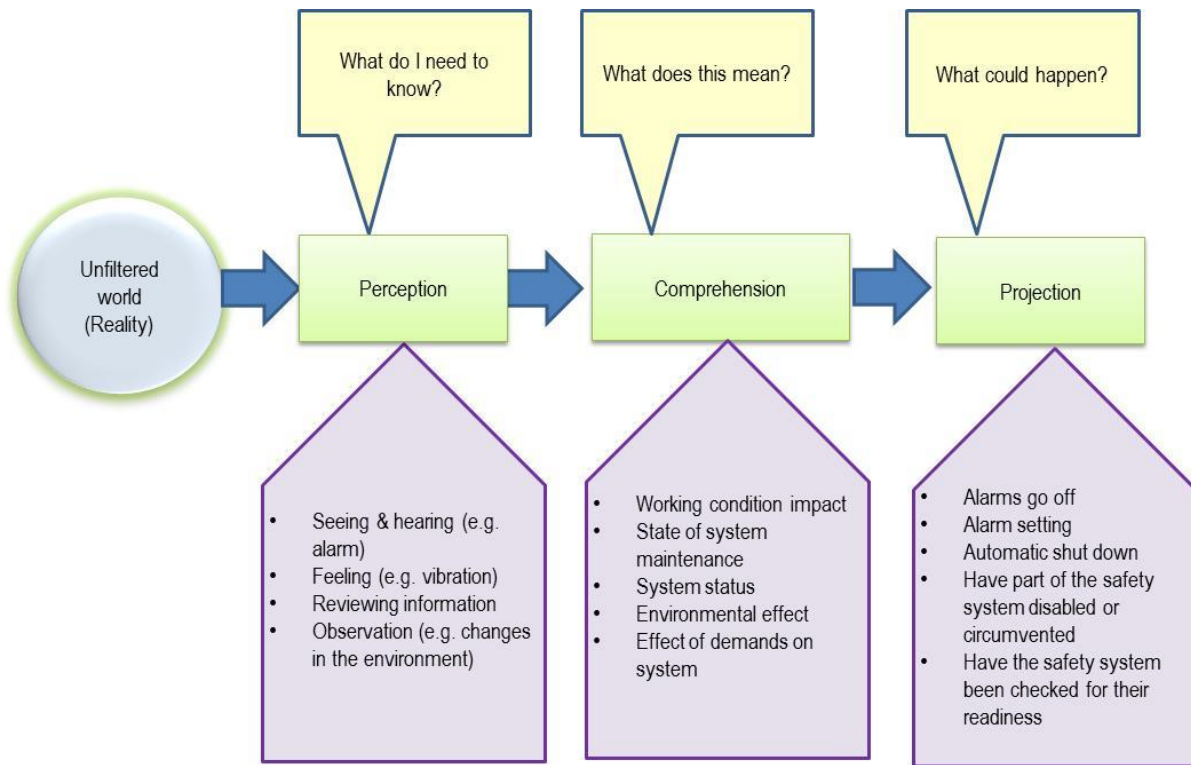 What do I need to
know?
What does this mean?
What could happen?
Unfiltered
world
(Reality)
Perception
Comprehension
Projection
• Seeing & hearing (e.g.
alarm)
• Feeling (e.g. vibration)
• Reviewing information
• Observation (e.g. changes
in the environment)
• Working condition impact
• State of system
maintenance
• System status
• Environmental effect
• Effect of demands on
system
• Alarms go off
• Alarm setting
• Automatic shut down
• Have part of the safety
system disabled or
circumvented
• Have the safety system
been checked for their
readiness